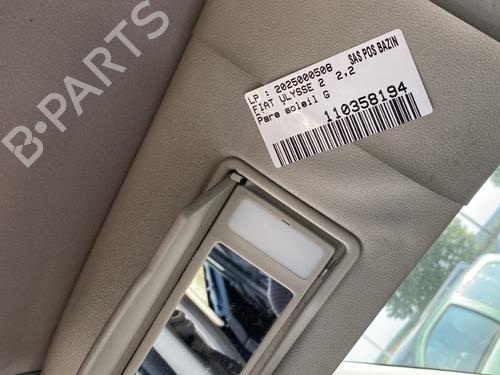 SAS POS BAZIN
LP : 2025000508
FIAT ULYSSE 2 2,2
Pare soleil G
110358194
B-PARTS